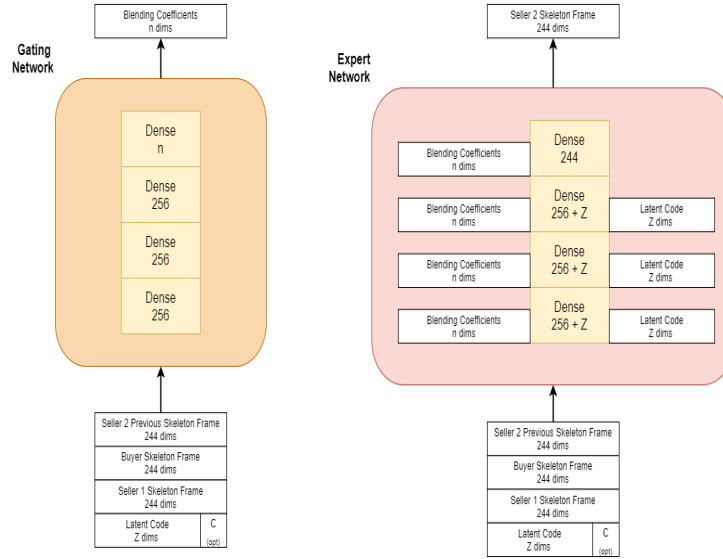 Blending Coefficients
n dims
Gating
Network
Dense
n
Dense
256
Dense
256
Dense
256
Seller 2 Previous Skeleton Frame
244 dims
Buyer Skeleton Frame
244 dims
Seller 1 Skeleton Frame
244 dims
Latent Code
Z dims
C
(opt)
Seller 2 Skeleton Frame
244 dims
Expert
Network
Dense
244
Blending Coefficients
n dims
Blending Coefficients
n dims
Dense
256 + Z
Latent Code
Z dims
Blending Coefficients
n dims
Dense
256 + Z
Latent Code
Z dims
Blending Coefficients
n dims
Dense
256 + Z
Latent Code
Z dims
Seller 2 Previous Skeleton Frame
244 dims
Buyer Skeleton Frame
244 dims
Seller 1 Skeleton Frame
244 dims
Latent Code
Z dims
C
(opt)